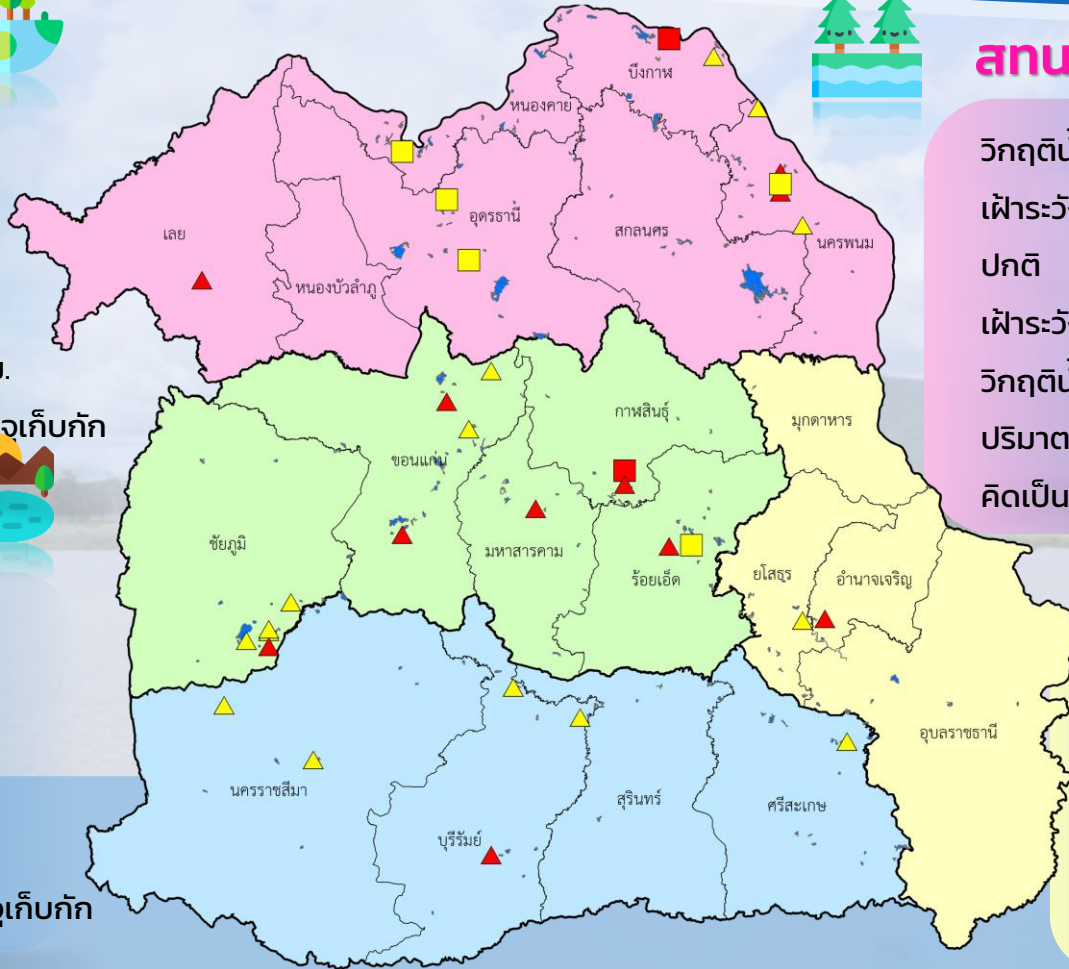 สทน
วิกฤติน้
เฝ้าระวั
ปกติ
เฝ้าระวั
วิกฤติน้
ปริมาต
คิดเป็น
ม.
จุเก็บกัก
จุเก็บกัก
บึงกาฬ
หนองคาย
อุดรธานี
เลย
สกลนคร
นครพนม
หนองบัวลำภู
กาฬสินธุ์
มุกดาหาร
ขอนแก่น
ชัยภูมิ
มหาสารคาม
ร้อยเอ็ด
ยโสธร
อำนาจเจริญ
อุบลราชธานี
นครราชสีมา
สุรินทร์
ศรีสะเกษ
บุรีรัมย์